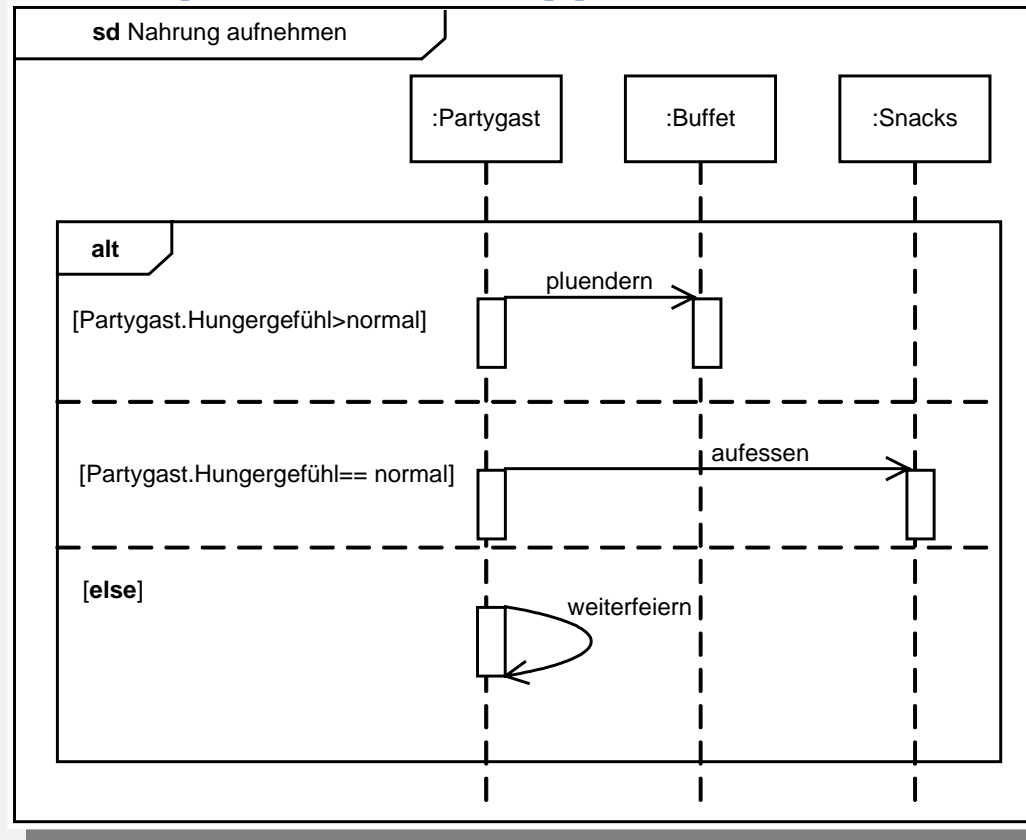 sd Nahrung aufnehmen
:Partygast
:Buffet
:Snacks
alt
pluendern
[Partygast.Hungergefühl>normal]
aufessen
[Partygast.Hungergefühl== normal]
[else]
weiterfeiern